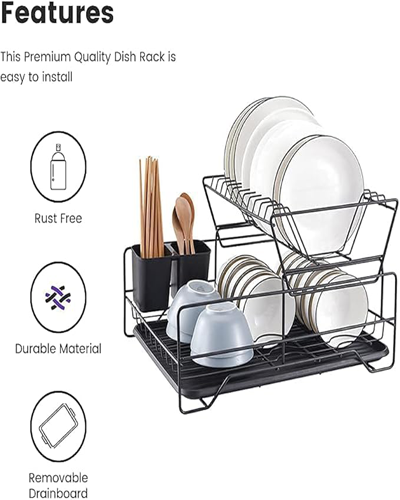 Features
This Premium Quality Dish Rack is
easy to install
Rust Free
Durable Material
Removable
Drainboard